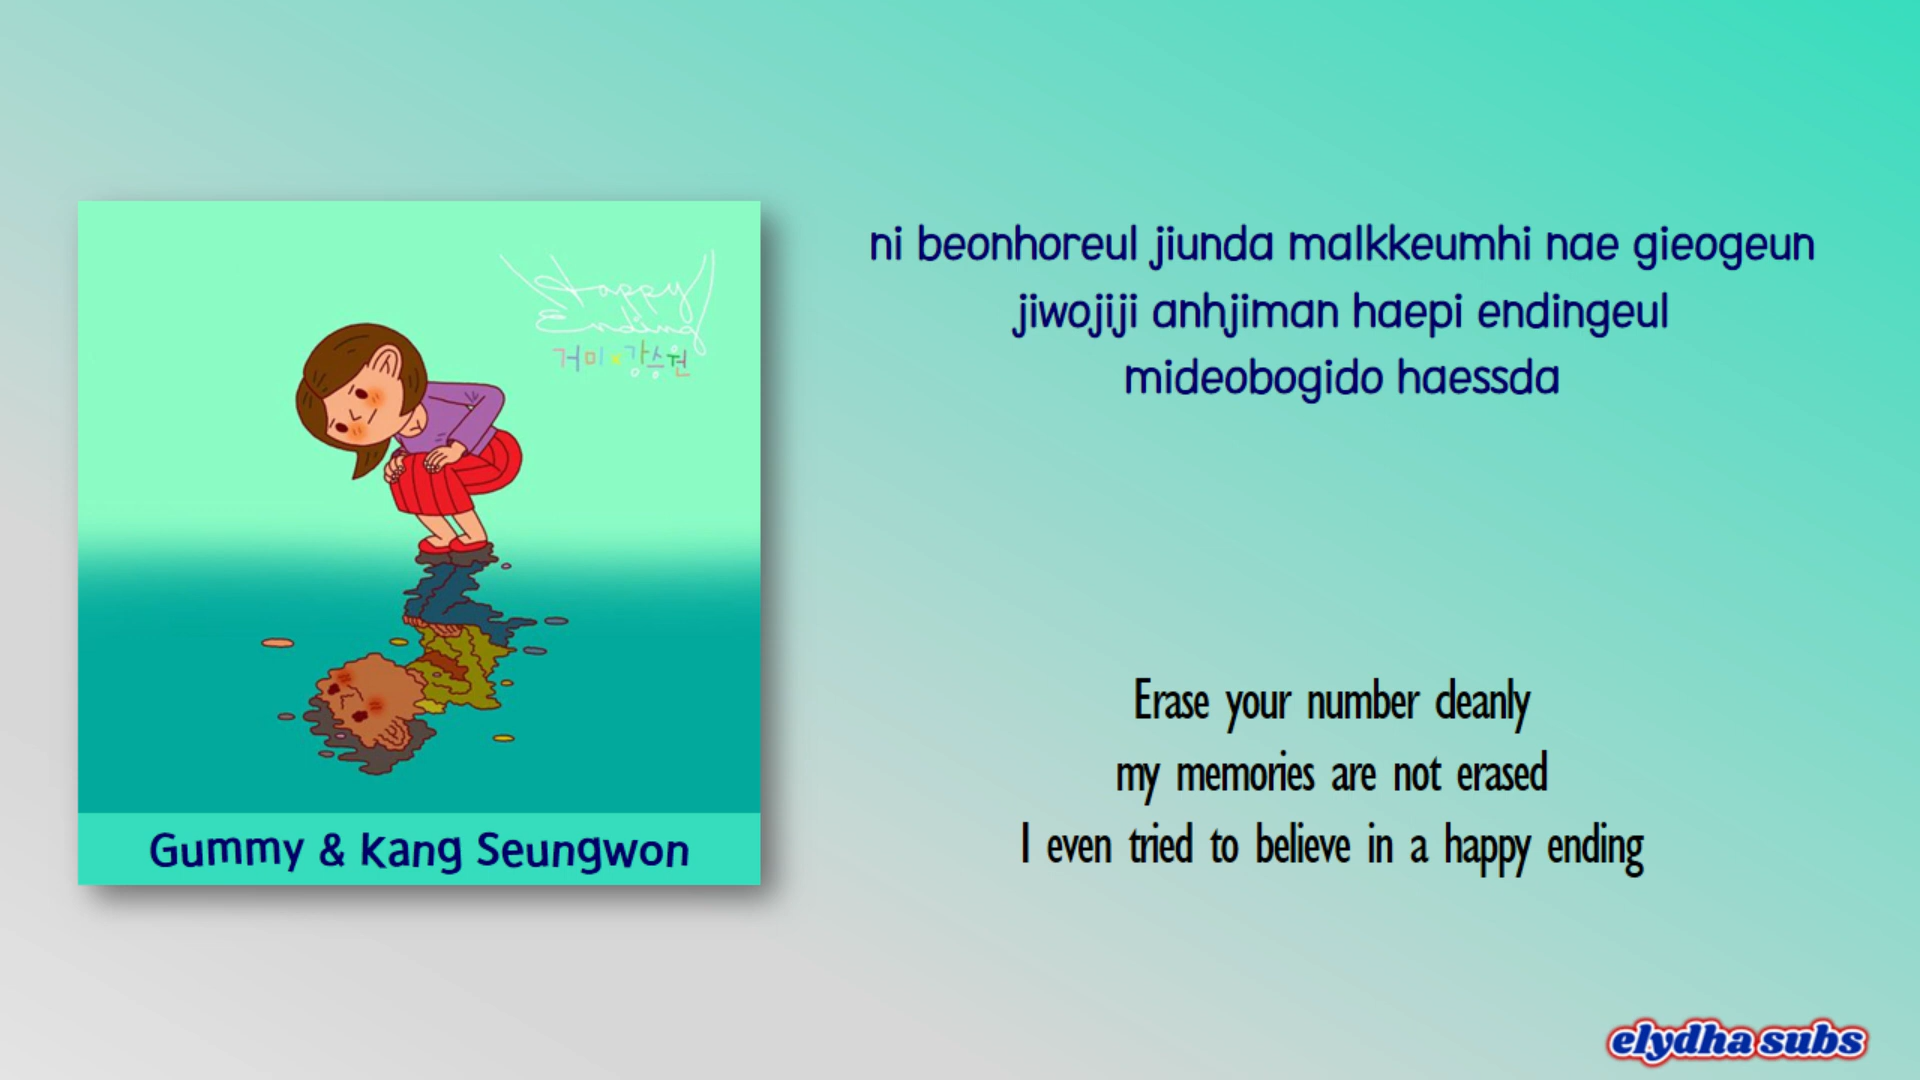 Happy
Ending
거미×강승원
Gummy & Kang Seungwon
ni beonhoreul jiunda malkkeumhi nae gieogeun
jiwojiji anhjiman haepi endingeul
mideobogido haessda
Erase your number cleanly
my memories are not erased
I even tried to believe in a happy ending
elydha subs